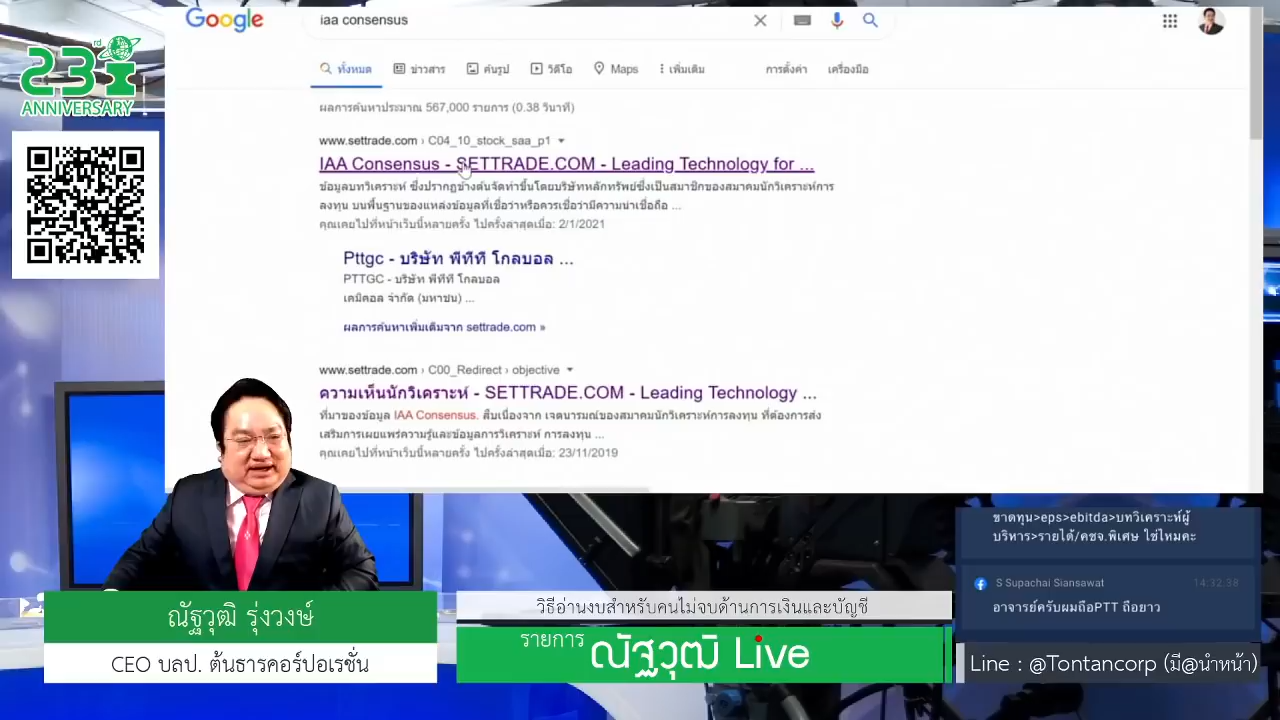 Google
iaa consensus
ทั้งหมด
ข่าวสาร
ค้นรูป
วิดีโอ
Maps
เพิ่มเติม
การตั้งค่า
เครื่องมือ
ผลการค้นหาประมาณ 567,000 รายการ (0.38 วินาที)
www.settrade.com › C04_10_stock_saa_p1
IAA Consensus - SETTRADE.COM - Leading Technology for ...
ข้อมูลบทวิเคราะห์ ซึ่งปรากฏข้างต้นจัดทำขึ้นโดยบริษัทหลักทรัพย์ซึ่งเป็นสมาชิกของสมาคมนักวิเคราะห์การ
ลงทุน บนพื้นฐานของแหล่งข้อมูลที่เชื่อว่าหรือควรเชื่อว่ามีความน่าเชื่อถือ ...
คุณเคยไปที่หน้าเว็บนี้หลายครั้ง ไปครั้งล่าสุดเมื่อ: 2/1/2021
Pttgc - บริษัท พีทีที โกลบอล ...
PTTGC - บริษัท พีทีที โกลบอล
เคมิคอล จำกัด (มหาชน) ...
ผลการค้นหาเพิ่มเติมจาก settrade.com »
www.settrade.com › C00_Redirect › objective
ความเห็นนักวิเคราะห์ - SETTRADE.COM - Leading Technology ...
ที่มาของข้อมูล IAA Consensus. สืบเนื่องจาก เจตนารมณ์ของสมาคมนักวิเคราะห์การลงทุน ที่ต้องการส่ง
เสริมการเผยแพร่ความรู้และข้อมูลการวิเคราะห์ การลงทุน ...
คุณเคยไปที่หน้าเว็บนี้หลายครั้ง ไปครั้งล่าสุดเมื่อ: 23/11/2019
23rd
ANNIVERSARY
ขาดทุน>eps>ebitda>บทวิเคราะห์ผู้
บริหาร>รายได้/คชจ.พิเศษ ใช่ไหมคะ
S Supachai Siansawat 14:32.38
อาจารย์ครับผมถือPTT ถือยาว
ณัฐวุฒิ รุ่งวงษ์
CEO บลป. ต้นธารคอร์ปอเรชั่น
วิธีอ่านงบสำหรับคนไม่จบด้านการเงินและบัญชี
รายการ ณัฐวุฒิ Live
Line : @Tontancorp (มี@นำหน้า)